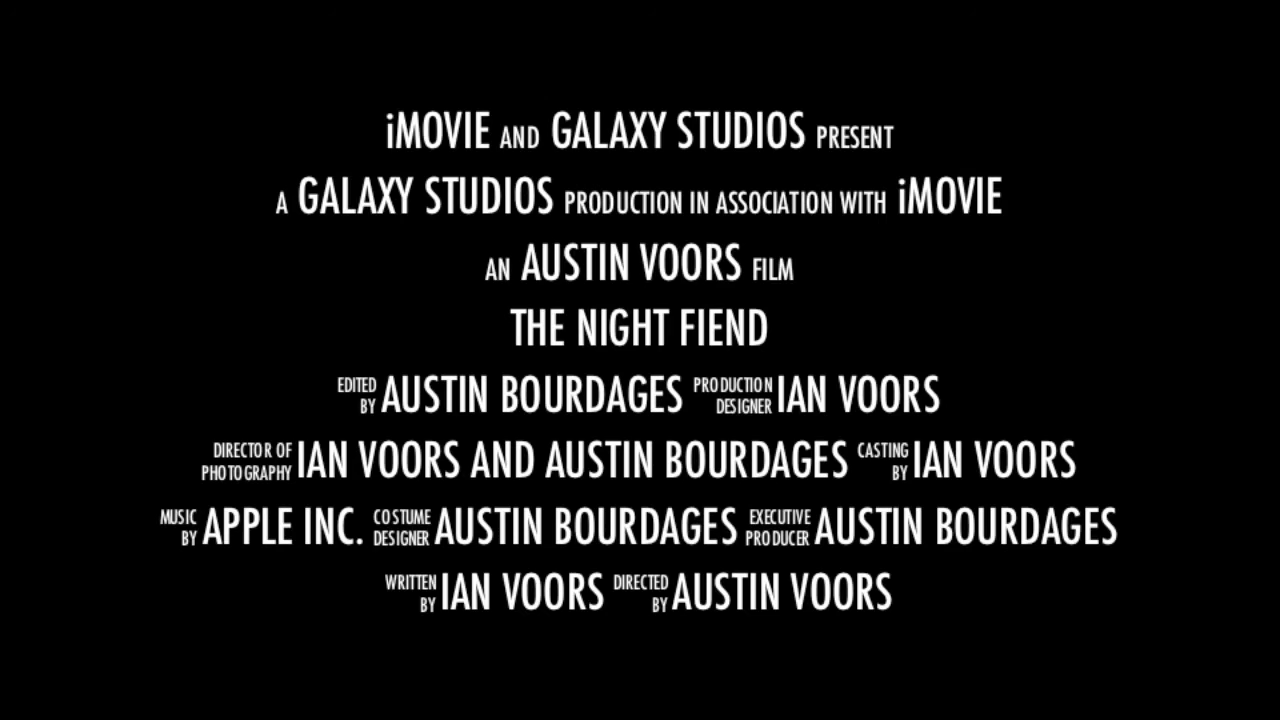 iMOVIE AND GALAXY STUDIOS PRESENT
A GALAXY STUDIOS PRODUCTION IN ASSOCIATION WITH iMOVIE
AN AUSTIN VOORS FILM
THE NIGHT FIEND
EDITED BY AUSTIN BOURDAGES PRODUCTION DESIGNER IAN VOORS
DIRECTOR OF PHOTOGRAPHY IAN VOORS AND AUSTIN BOURDAGES CASTING BY IAN VOORS
MUSIC BY APPLE INC. COSTUME DESIGNER AUSTIN BOURDAGES EXECUTIVE PRODUCER AUSTIN BOURDAGES
WRITTEN BY IAN VOORS DIRECTED BY AUSTIN VOORS